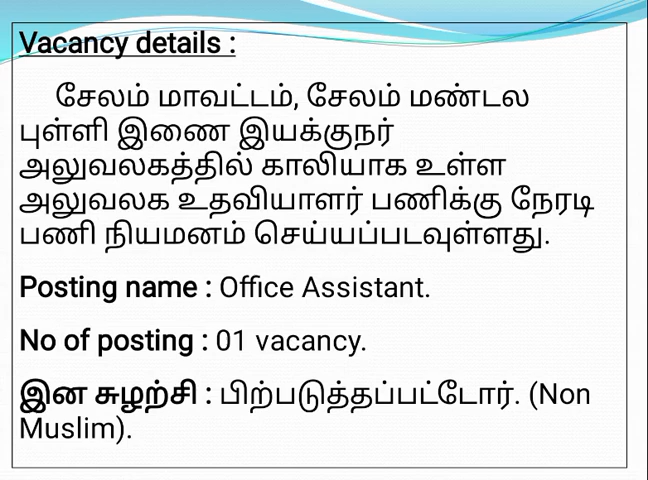 Vacancy details :
சேலம் மாவட்டம், சேலம் மண்டல
புள்ளி இணை இயக்குநர்
அலுவலகத்தில் காலியாக உள்ள
அலுவலக உதவியாளர் பணிக்கு நேரடி
பணி நியமனம் செய்யப்படவுள்ளது.
Posting name : Office Assistant.
No of posting : 01 vacancy.
இன சுழற்சி : பிற்படுத்தப்பட்டோர். (Non
Muslim).